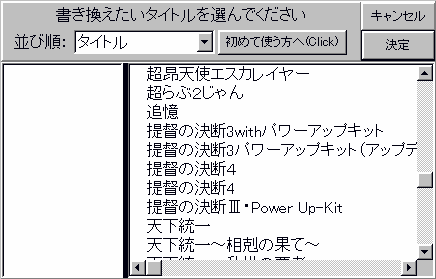 書き換えたいタイトルを選んでください
キャンセル
並び順: タイトル
初めて使う方へ(Click)
決定
超昂天使エスカレイヤー
超らぶ2じゃん
追憶
提督の決断3withパワーアップキット
提督の決断3パワーアップキット(アップデ
提督の決断4
提督の決断4
提督の決断Ⅲ・Power Up-Kit
天下統一
天下統一~相剋の果て~